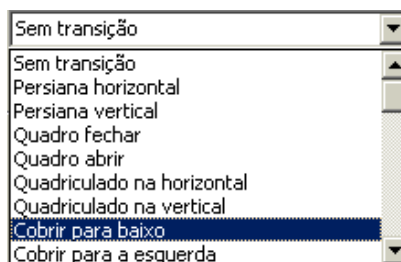 Sem transição
Sem transição
Persiana horizontal
Persiana vertical
Quadro fechar
Quadro abrir
Quadriculado na horizontal
Quadriculado na vertical
Cobrir para baixo
Cobrir para a esquerda